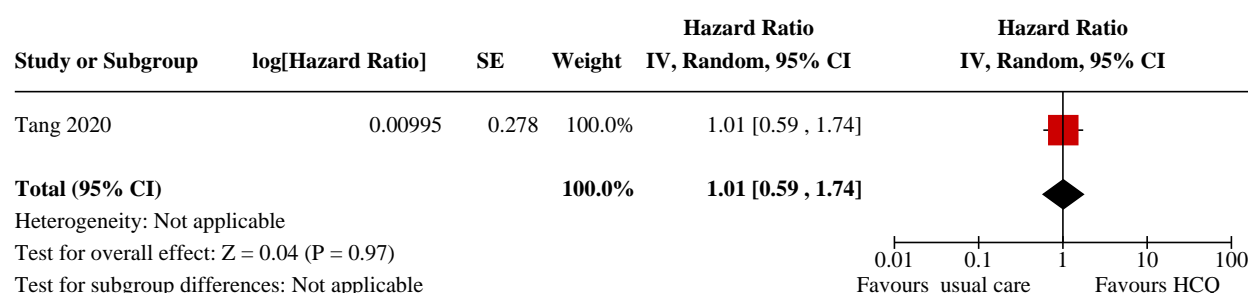 Hazard Ratio Hazard Ratio
Study or Subgroup log[Hazard Ratio] SE Weight IV, Random, 95% CI IV, Random, 95% CI
Tang 2020 0.00995 0.278 100.0% 1.01 [0.59 , 1.74]
Total (95% CI) 100.0% 1.01 [0.59 , 1.74]
Heterogeneity: Not applicable
Test for overall effect: Z = 0.04 (P = 0.97)
0.01 0.1 1 10 100
Test for subgroup differences: Not applicable Favours usual care Favours HCQ